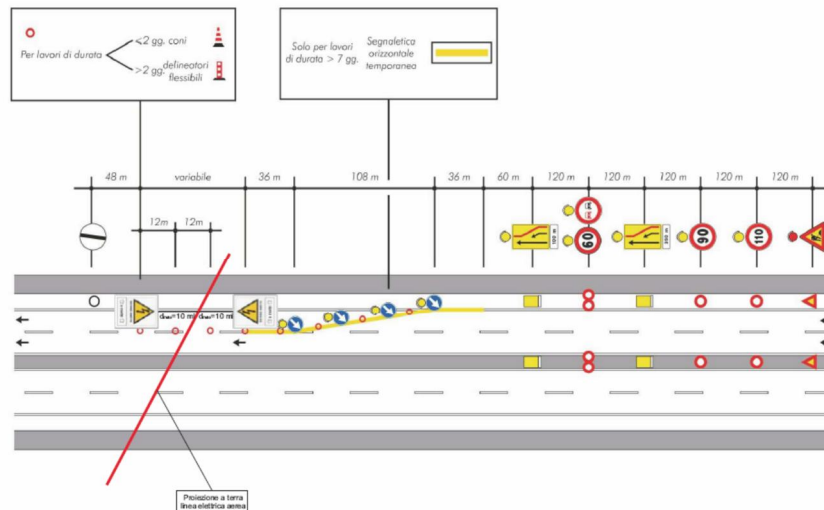 Per lavori di durata
<2 gg. coni
>2 gg. delineatori
flessibili
Solo per lavori
di durata > 7 gg.
Segnaletica
orizzontale
temporanea
48 m
variabile
36 m
108 m
36 m
60 m
120 m
120 m
120 m
120 m
120 m
12m
12m
60
90
110
=10 m
=10 m
Proiezione a terra
linea elettrica aerea